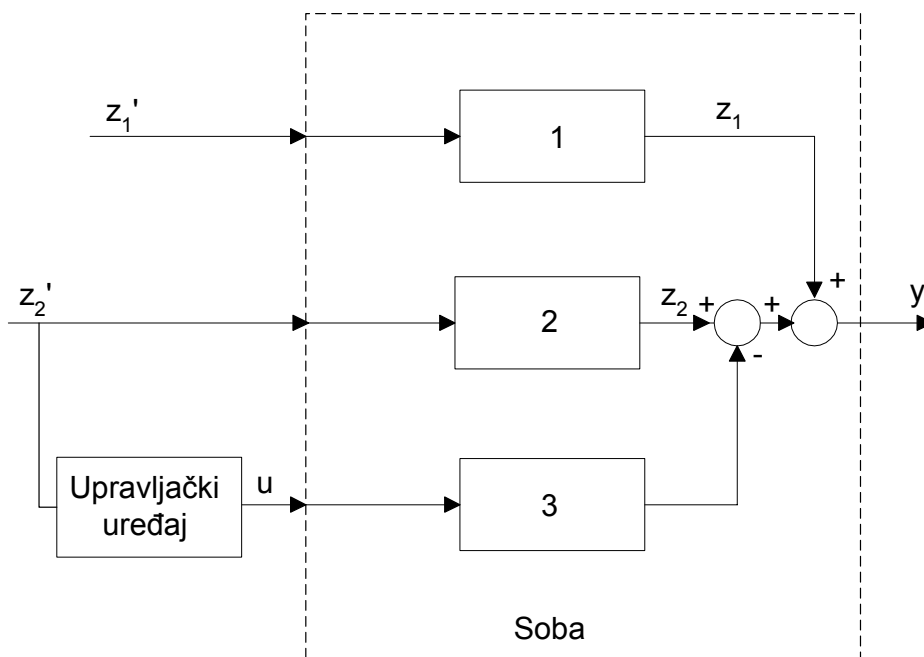 z₁'
1
z₁
+
z₂'
2
z₂
+
+
y
-
Upravljački
uređaj
u
3
Soba